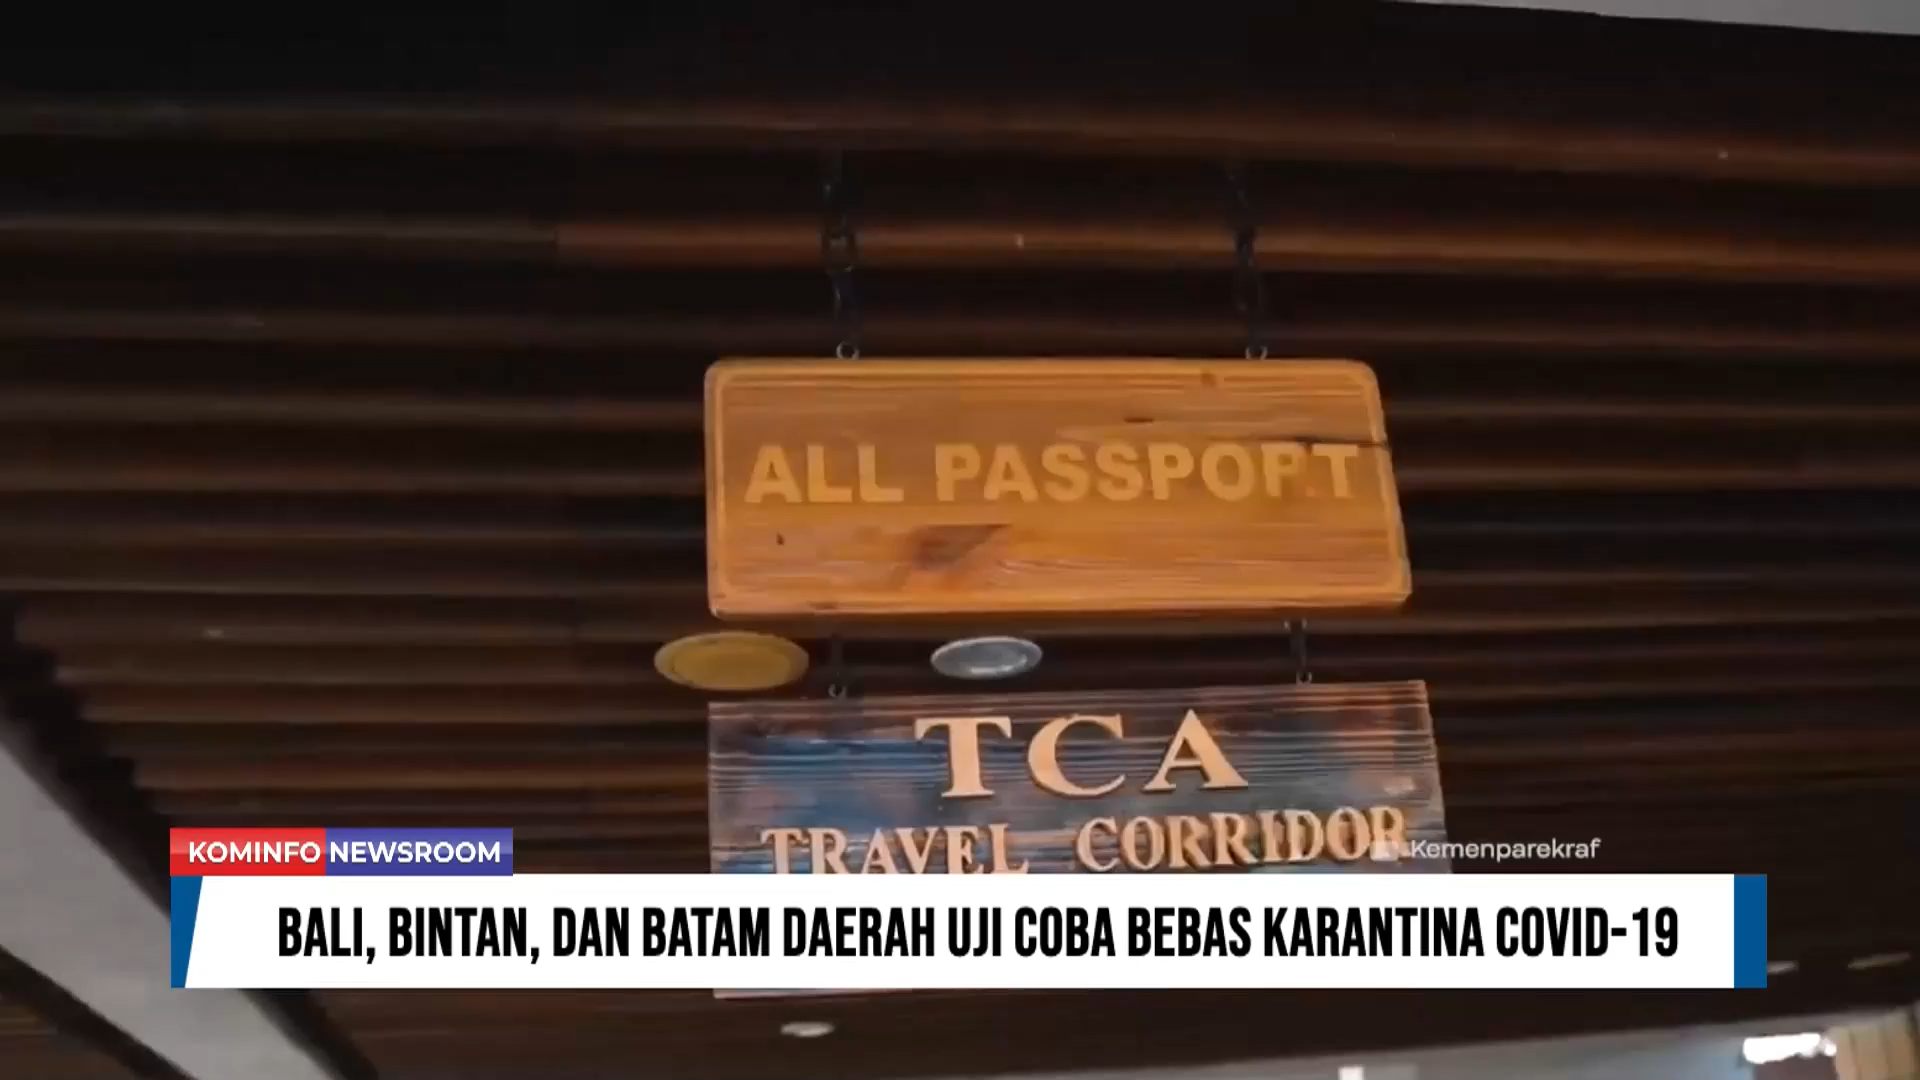 ALL PASSPORT
TCA
TRAVEL CORRIDOR
Kemenparekraf
KOMINFO NEWSROOM
BALI, BINTAN, DAN BATAM DAERAH UJI COBA BEBAS KARANTINA COVID-19